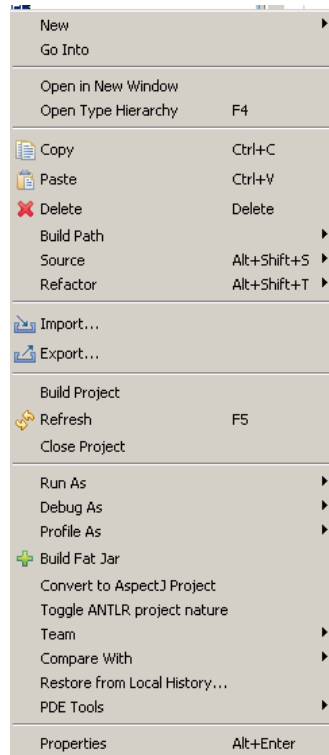 New
Go Into
Open in New Window
Open Type Hierarchy F4
Copy Ctrl+C
Paste Ctrl+V
Delete Delete
Build Path
Source Alt+Shift+S
Refactor Alt+Shift+T
Import...
Export...
Build Project
Refresh F5
Close Project
Run As
Debug As
Profile As
Build Fat Jar
Convert to AspectJ Project
Toggle ANTLR project nature
Team
Compare With
Restore from Local History...
PDE Tools
Properties Alt+Enter